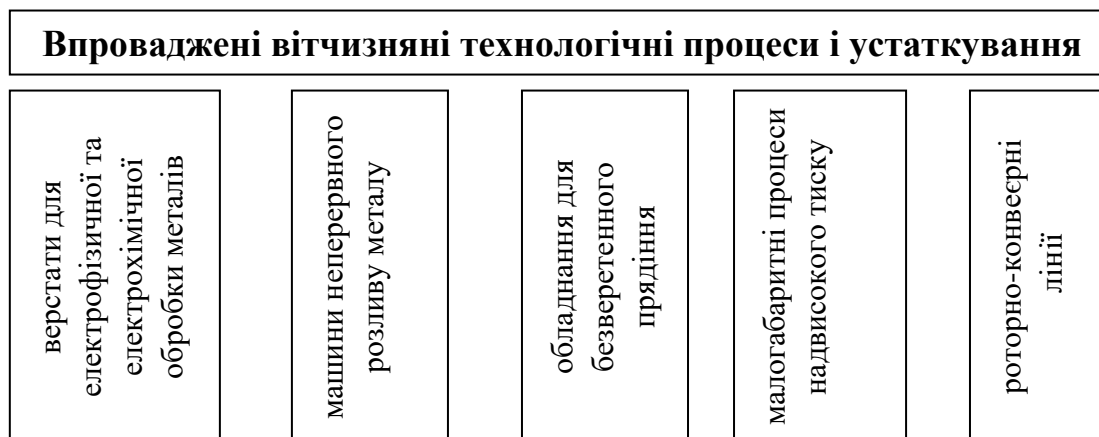 Впроваджені вітчизняні технологічні процеси і устаткування
верстати для
електрофізичної та
електрохімічної
обробки металів
машини неперервного
розливу металу
обладнання для
безверетенного
прядіння
малогабаритні процеси
надвисокого тиску
роторно-конвеєрні
лінії